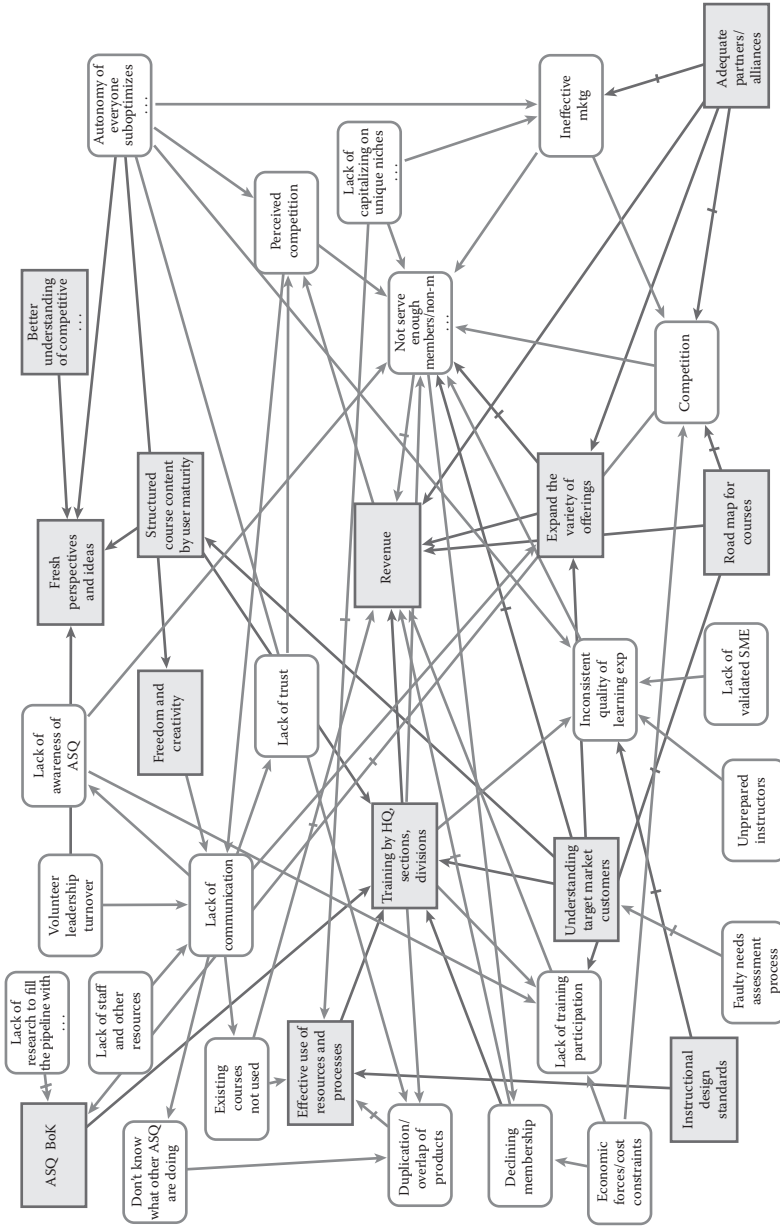 Lack of
research to fill
the pipeline with
. . .
Volunteer
leadership
turnover
Lack of
awareness of
ASQ
Fresh
perspectives
and ideas
Better
understanding
of competitive
. . .
Autonomy of
everyone
suboptimizes
. . .
ASQ BoK
Lack of staff
and other
resources
Freedom and
creativity
Structured
course content
by user maturity
Don't know
what other ASQ
are doing
Existing
courses
not used
Lack of
communication
Lack of trust
Perceived
competition
Effective use of
resources and
processes
Training by HQ,
sections,
divisions
Revenue
Not serve
enough
members/non-m
. . .
Lack of
capitalizing on
unique niches
. . .
Duplication/
overlap of
products
Declining
membership
Lack of training
participation
Understanding
target market
customers
Inconsistent
quality of
learning exp
Expand the
variety of
offerings
Ineffective
mktg
Economic
forces/cost
constraints
Competition
Instructional
design
standards
Faulty needs
assessment
process
Unprepared
instructors
Lack of
validated SME
Road map for
courses
Adequate
partners/
alliances